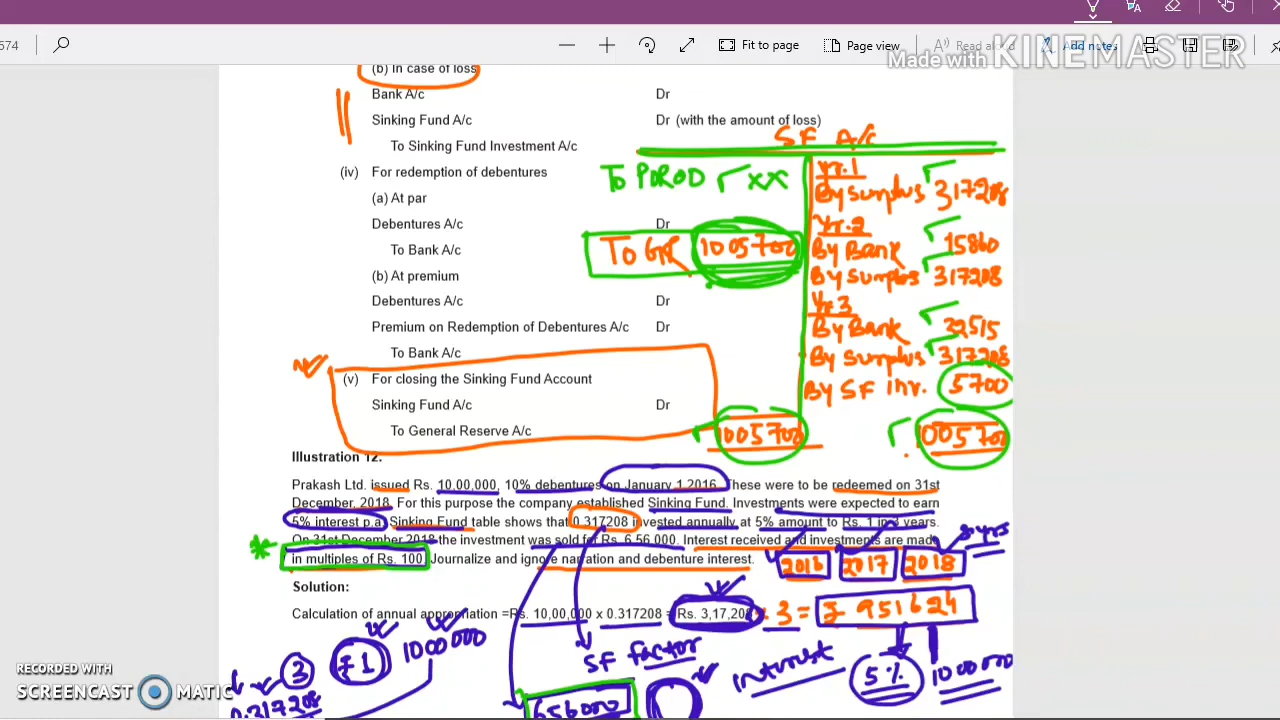 574
Fit to page
Page view
Read aloud
Add notes
Made with KINEMASTER
(b) In case of loss
Bank A/c Dr
Sinking Fund A/c Dr (with the amount of loss)
To Sinking Fund Investment A/c
(iv) For redemption of debentures
(a) At par
Debentures A/c Dr
To Bank A/c
(b) At premium
Debentures A/c Dr
Premium on Redemption of Debentures A/c Dr
To Bank A/c
(v) For closing the Sinking Fund Account
Sinking Fund A/c Dr
To General Reserve A/c
SF A/c
To POROD xx
To GR 1005700
1005700
Yr.1
By Surplus 317208
Yr.2
By Bank 15860
By Surplus 317208
Yr.3
By Bank 32515
By Surplus 317208
By SF Inv. 5700
1005700
Illustration 12.
Prakash Ltd. issued Rs. 10,00,000, 10% debentures on January 1,2016. These were to be redeemed on 31st
December, 2018. For this purpose the company established Sinking Fund. Investments were expected to earn
5% interest p.a. Sinking Fund table shows that 0.317208 invested annually at 5% amount to Rs. 1 in 3 years.
On 31st December 2018 the investment was sold for Rs. 6,56,000. Interest received and investments are made
in multiples of Rs. 100. Journalize and ignore narration and debenture interest.
3 yrs
2016 2017 2018
Solution:
Calculation of annual appropriation =Rs. 10,00,000 x 0.317208 = Rs. 3,17,208 × 3 = ₹ 951624
3 ₹1 1000000
0.317208
SF factor
656000
interest
5% 1000000
RECORDED WITH
SCREENCAST MATIC